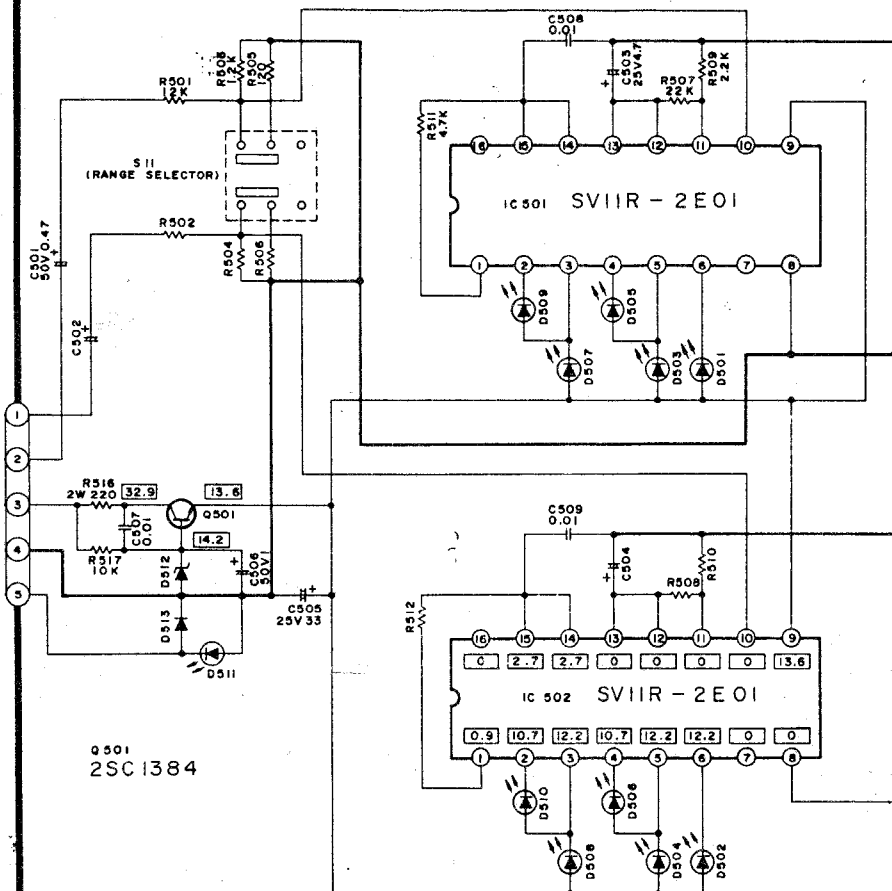 C508
0.01
R505
1.2K
R505
120
C503
25V4.7
R509
2.2K
R501
12K
R507
22K
R511
4.7K
S11
(RANGE SELECTOR)
16 15 14 13 12 11 10 9
IC501 SV11R-2E01
1 2 3 4 5 6 7 8
R502
C501
50V0.47
R504
R506
C502
D509
D505
D507
D503
D501
1
2
3
4
5
R516
2W 220
32.9
13.6
Q501
C507
0.01
14.2
R517
10K
D512
C506
50V1
C505
25V33
D513
D511
C509
0.01
C504
R510
R508
R512
16 15 14 13 12 11 10 9
0 2.7 2.7 0 0 0 0 13.6
IC 502 SV11R-2E01
0.9 10.7 12.2 10.7 12.2 12.2 0 0
1 2 3 4 5 6 7 8
Q501
2SC1384
D510
D506
D508
D504
D502